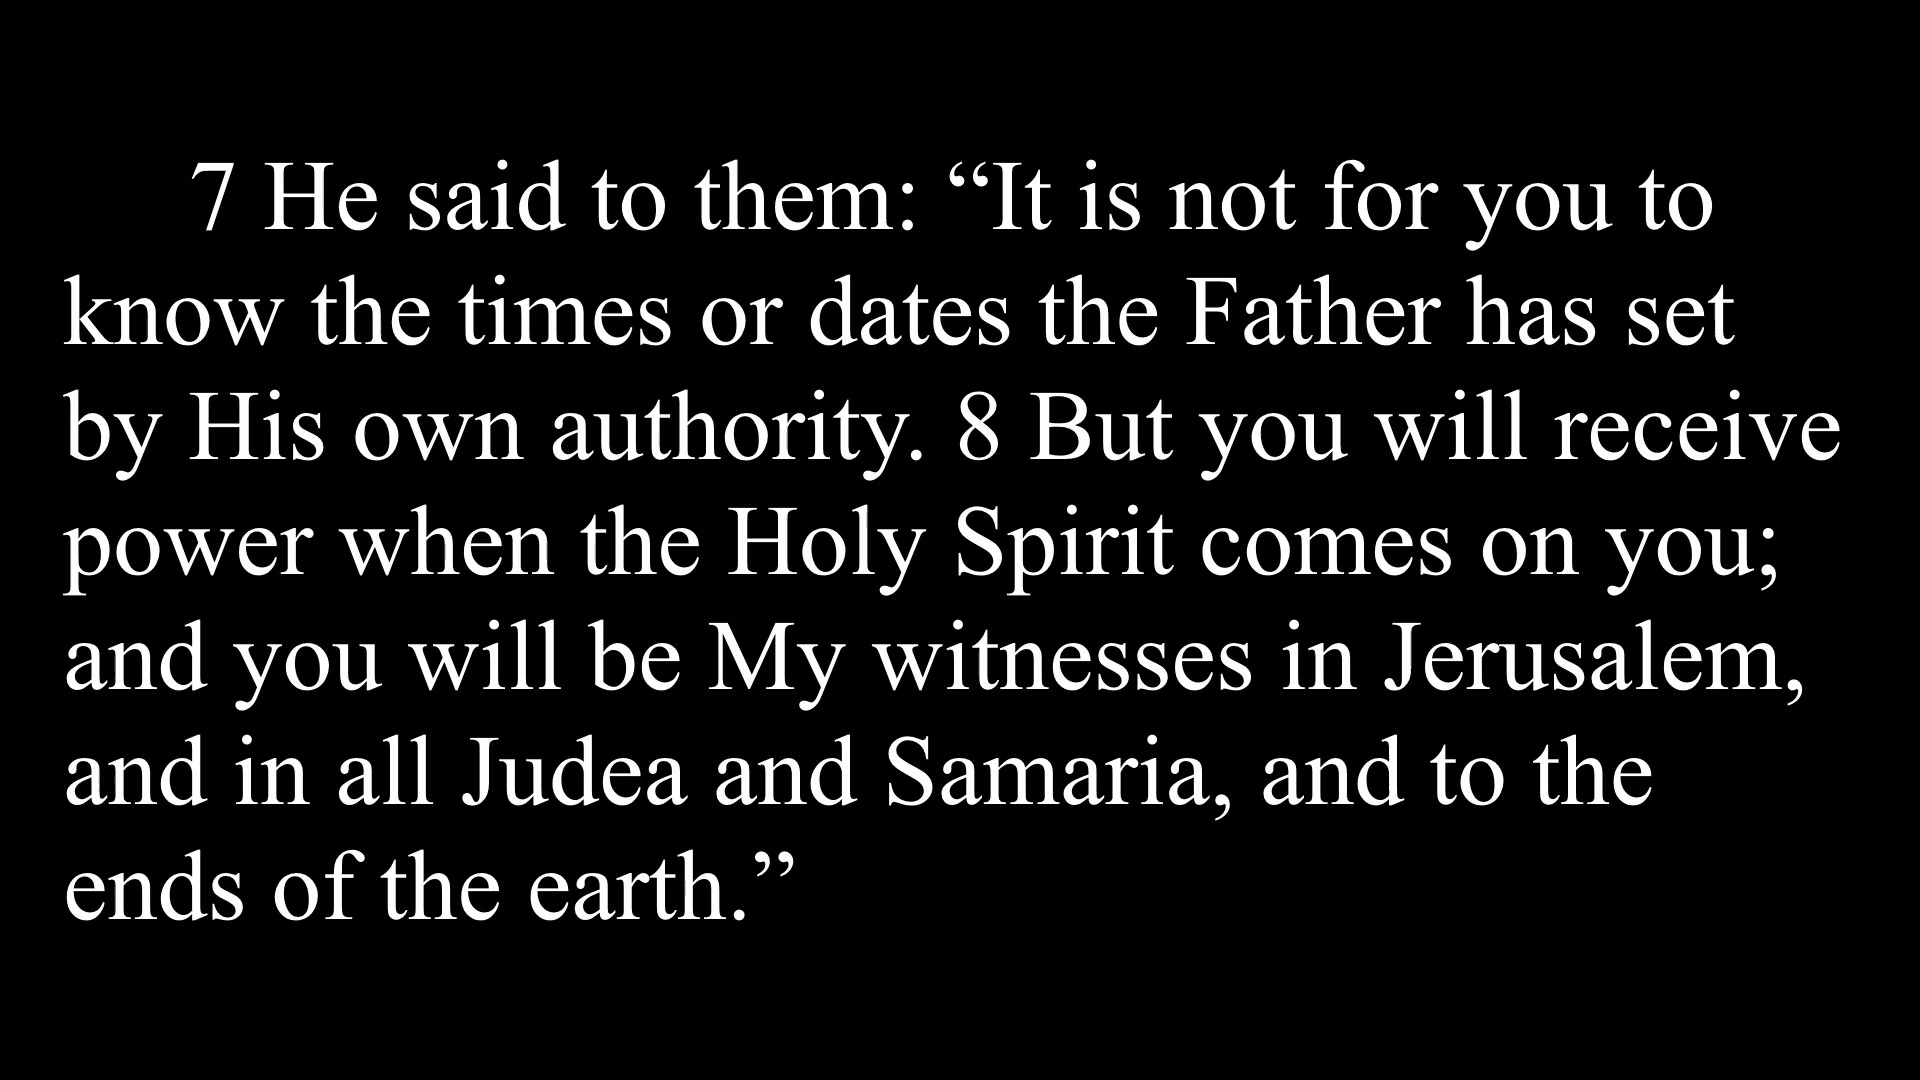 7 He said to them: “It is not for you to
know the times or dates the Father has set
by His own authority. 8 But you will receive
power when the Holy Spirit comes on you;
and you will be My witnesses in Jerusalem,
and in all Judea and Samaria, and to the
ends of the earth.”